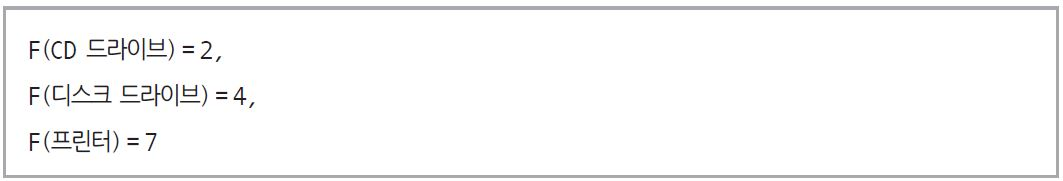 F(CD 드라이브) = 2,
F(디스크 드라이브) = 4,
F(프린터) = 7